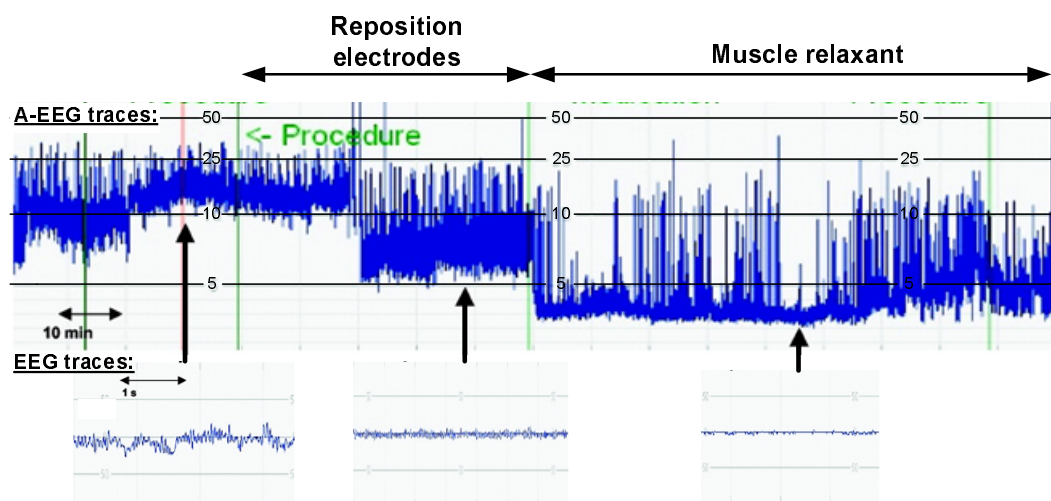 Reposition
electrodes
Muscle relaxant
A-EEG traces:
50
50
50
<- Procedure
25
25
25
10
10
10
5
5
5
10 min
EEG traces:
1 s